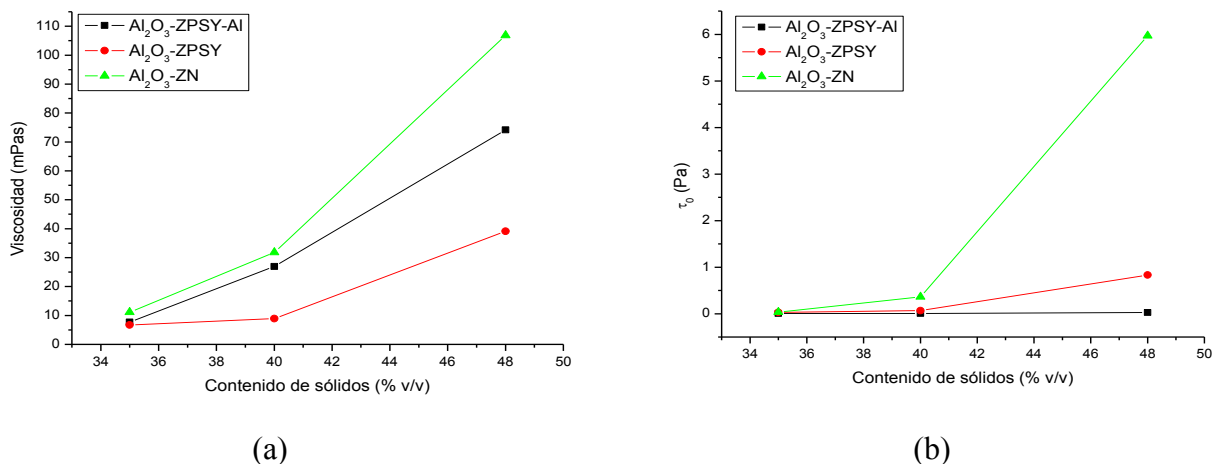 Al₂O₃-ZPSY-Al
Al₂O₃-ZPSY
Al₂O₃-ZN
110
100
90
80
70
60
50
40
30
20
10
0
Viscosidad (mPas)
34 36 38 40 42 44 46 48 50
Contenido de sólidos (% v/v)
(a)
Al₂O₃-ZPSY-Al
Al₂O₃-ZPSY
Al₂O₃-ZN
6
5
4
3
2
1
0
τ₀ (Pa)
34 36 38 40 42 44 46 48 50
Contenido de sólidos (% v/v)
(b)